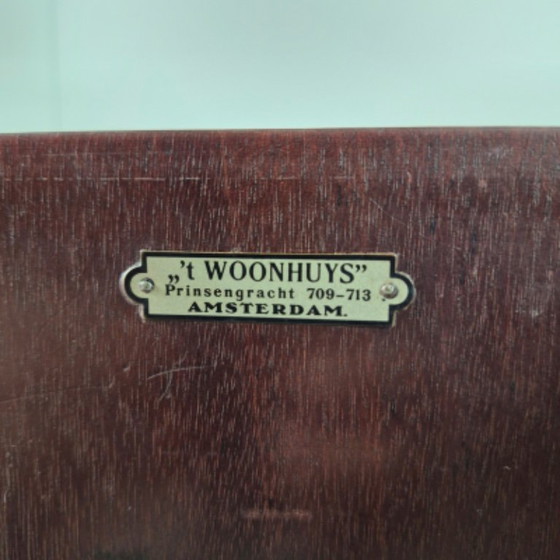 „'t WOONHUYS”
Prinsengracht 709-713
AMSTERDAM.